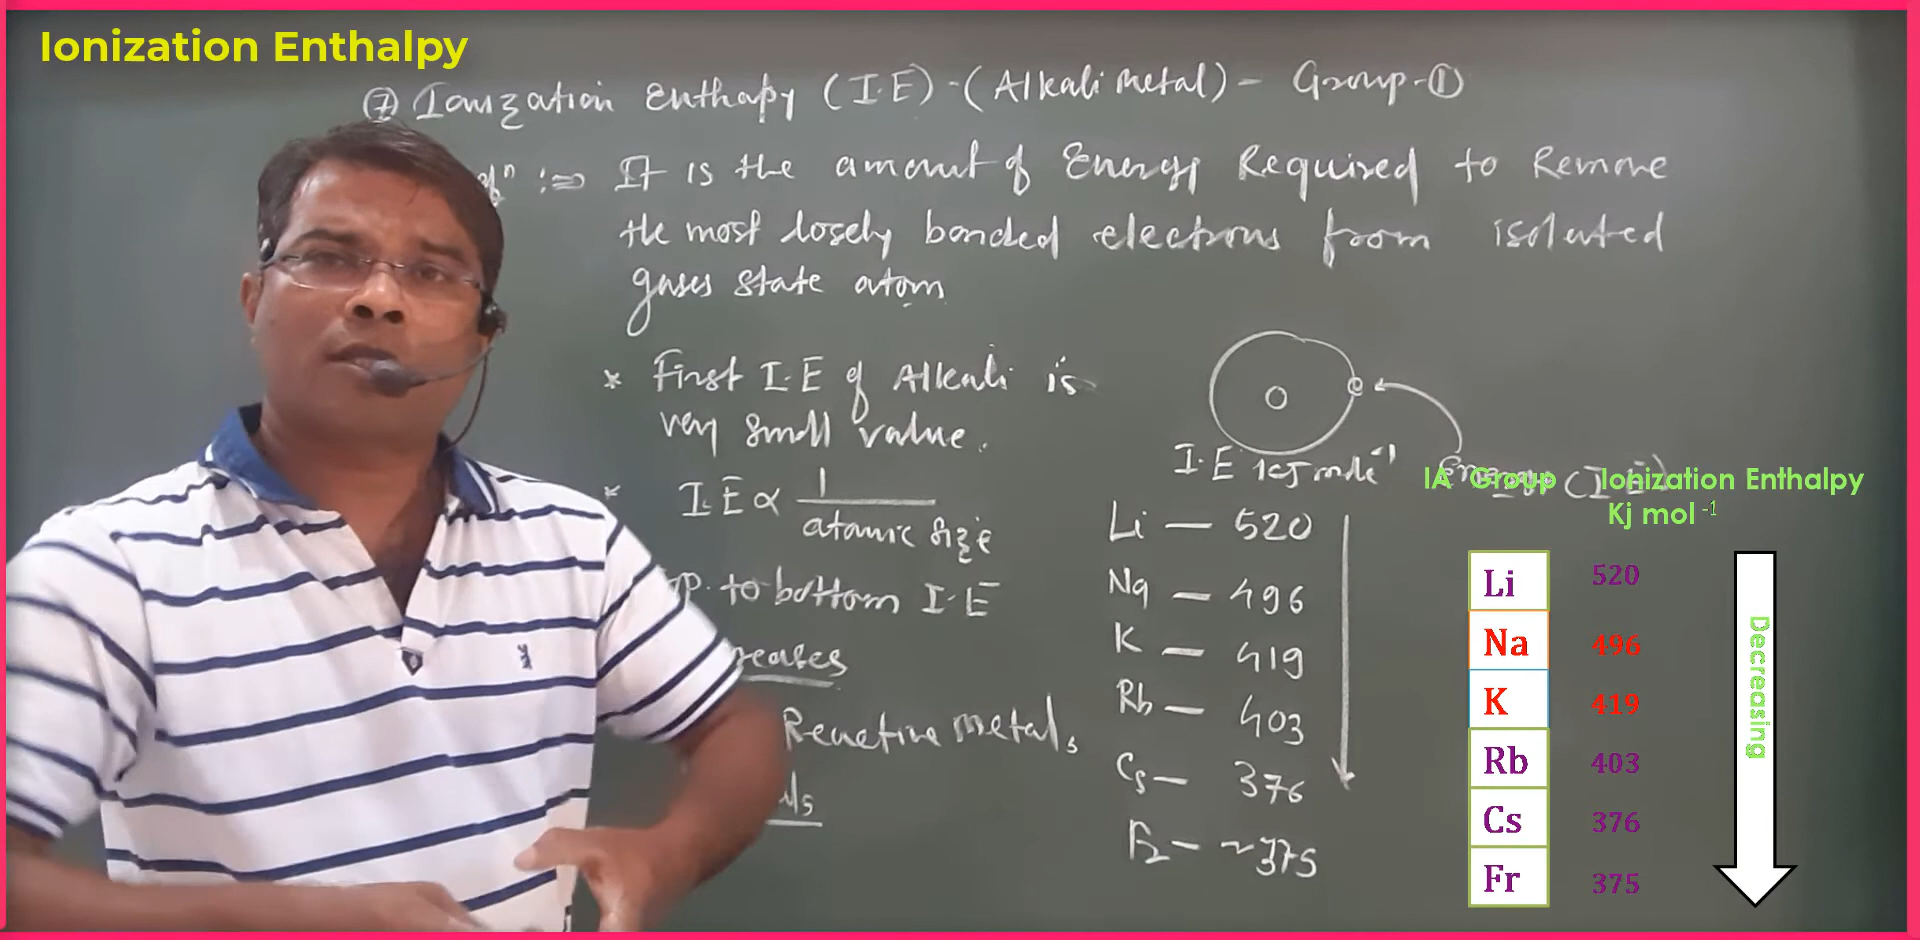 Ionization Enthalpy
⑦ Ionization Enthapy (I.E) - (Alkali Metal) - Group-①
:⇒ It is the amount of Energy Required to Remove
the most losely bonded electrons from isolated
gases state atom
* First I.E of Alkali is
very small value.
* I.E ∝ 1 / atomic size
to bottom I.E
Reactive metals
e
I.E KJ mole⁻¹
Energy (I.E)
Li — 520
Na — 496
K — 419
Rb — 403
Cs — 376
Fr — ~375
IA Group Ionization Enthalpy
Kj mol -1
Li 520
Na 496
K 419
Rb 403
Cs 376
Fr 375
Decreasing